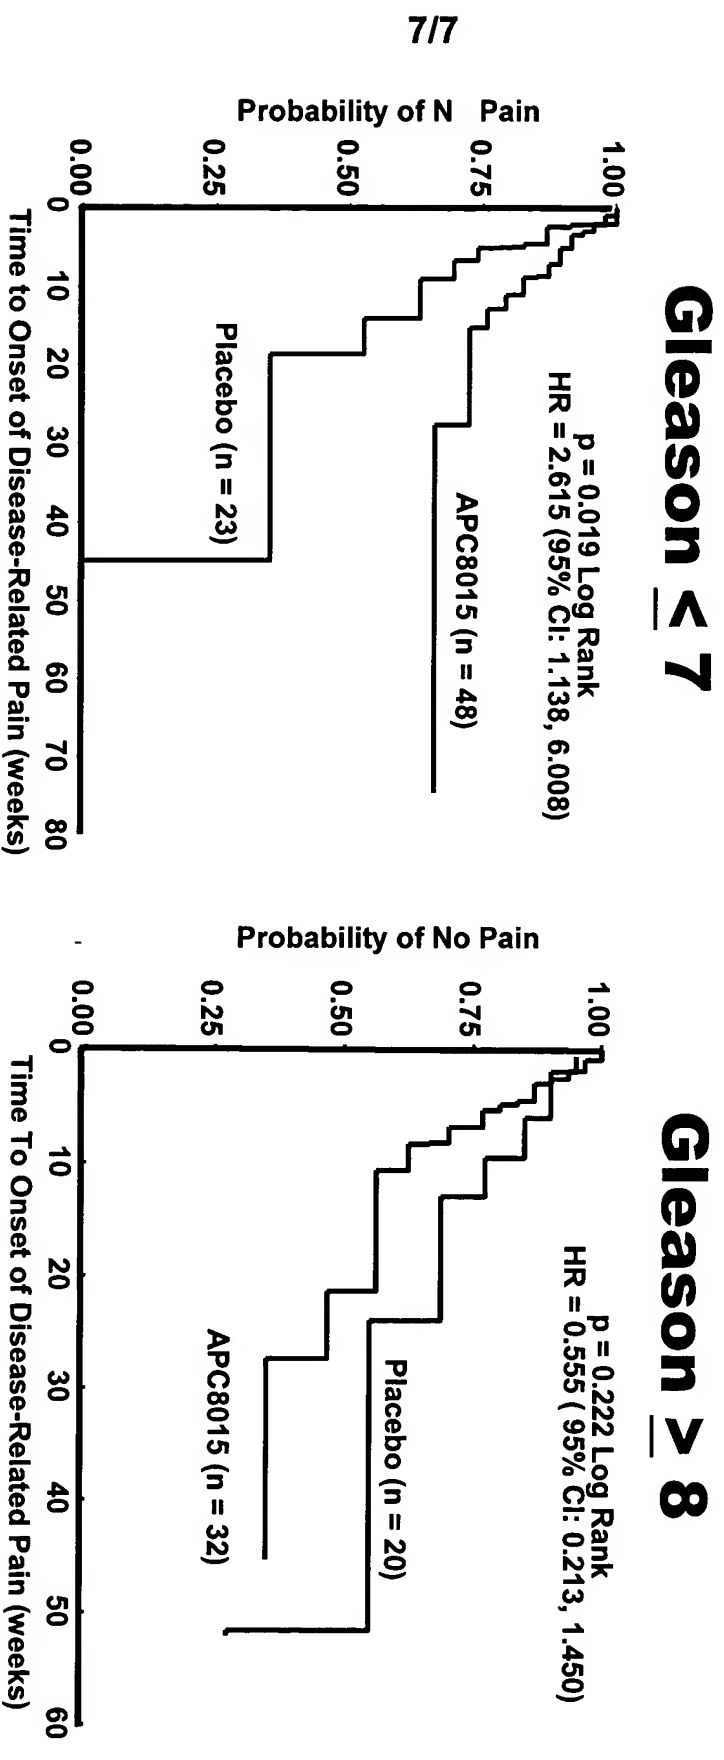 7/7
Gleason < 7
p = 0.019 Log Rank
HR = 2.615 (95% CI: 1.138, 6.008)
Probability of N Pain
1.00
0.75
0.50
0.25
0.00
APC8015 (n = 48)
Placebo (n = 23)
0 10 20 30 40 50 60 70 80
Time to Onset of Disease-Related Pain (weeks)
Gleason > 8
p = 0.222 Log Rank
HR = 0.555 ( 95% CI: 0.213, 1.450)
Probability of No Pain
1.00
0.75
0.50
0.25
0.00
Placebo (n = 20)
APC8015 (n = 32)
0 10 20 30 40 50 60
Time To Onset of Disease-Related Pain (weeks)